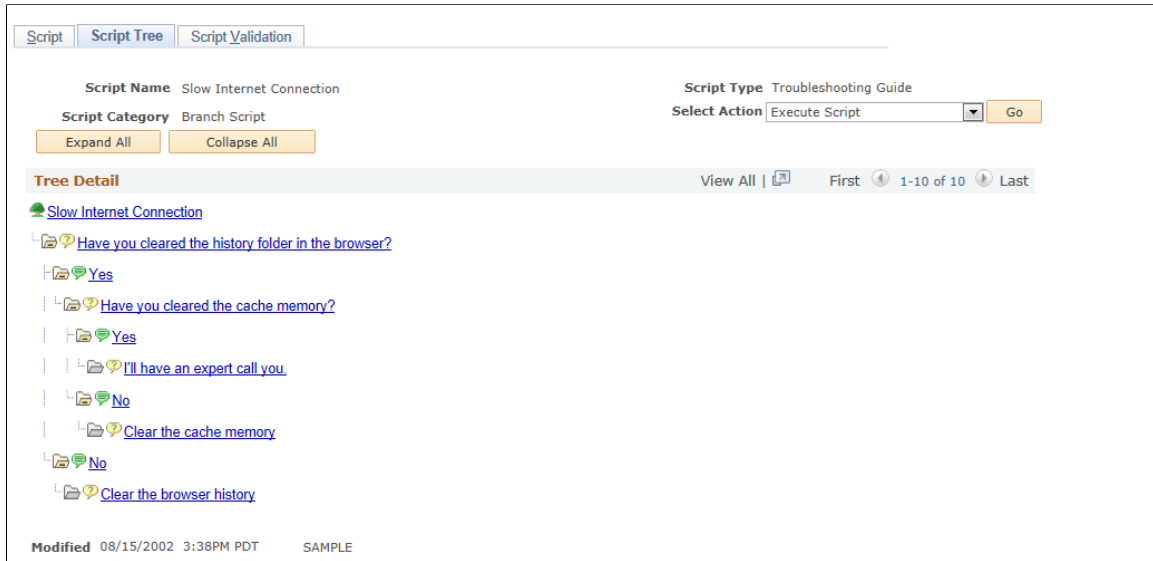 Script Script Tree Script Validation
Script Name Slow Internet Connection Script Type Troubleshooting Guide
Script Category Branch Script Select Action Execute Script Go
Expand All Collapse All
Tree Detail View All | First 1-10 of 10 Last
Slow Internet Connection
Have you cleared the history folder in the browser?
Yes
Have you cleared the cache memory?
Yes
I'll have an expert call you.
No
Clear the cache memory
No
Clear the browser history
Modified 08/15/2002 3:38PM PDT SAMPLE